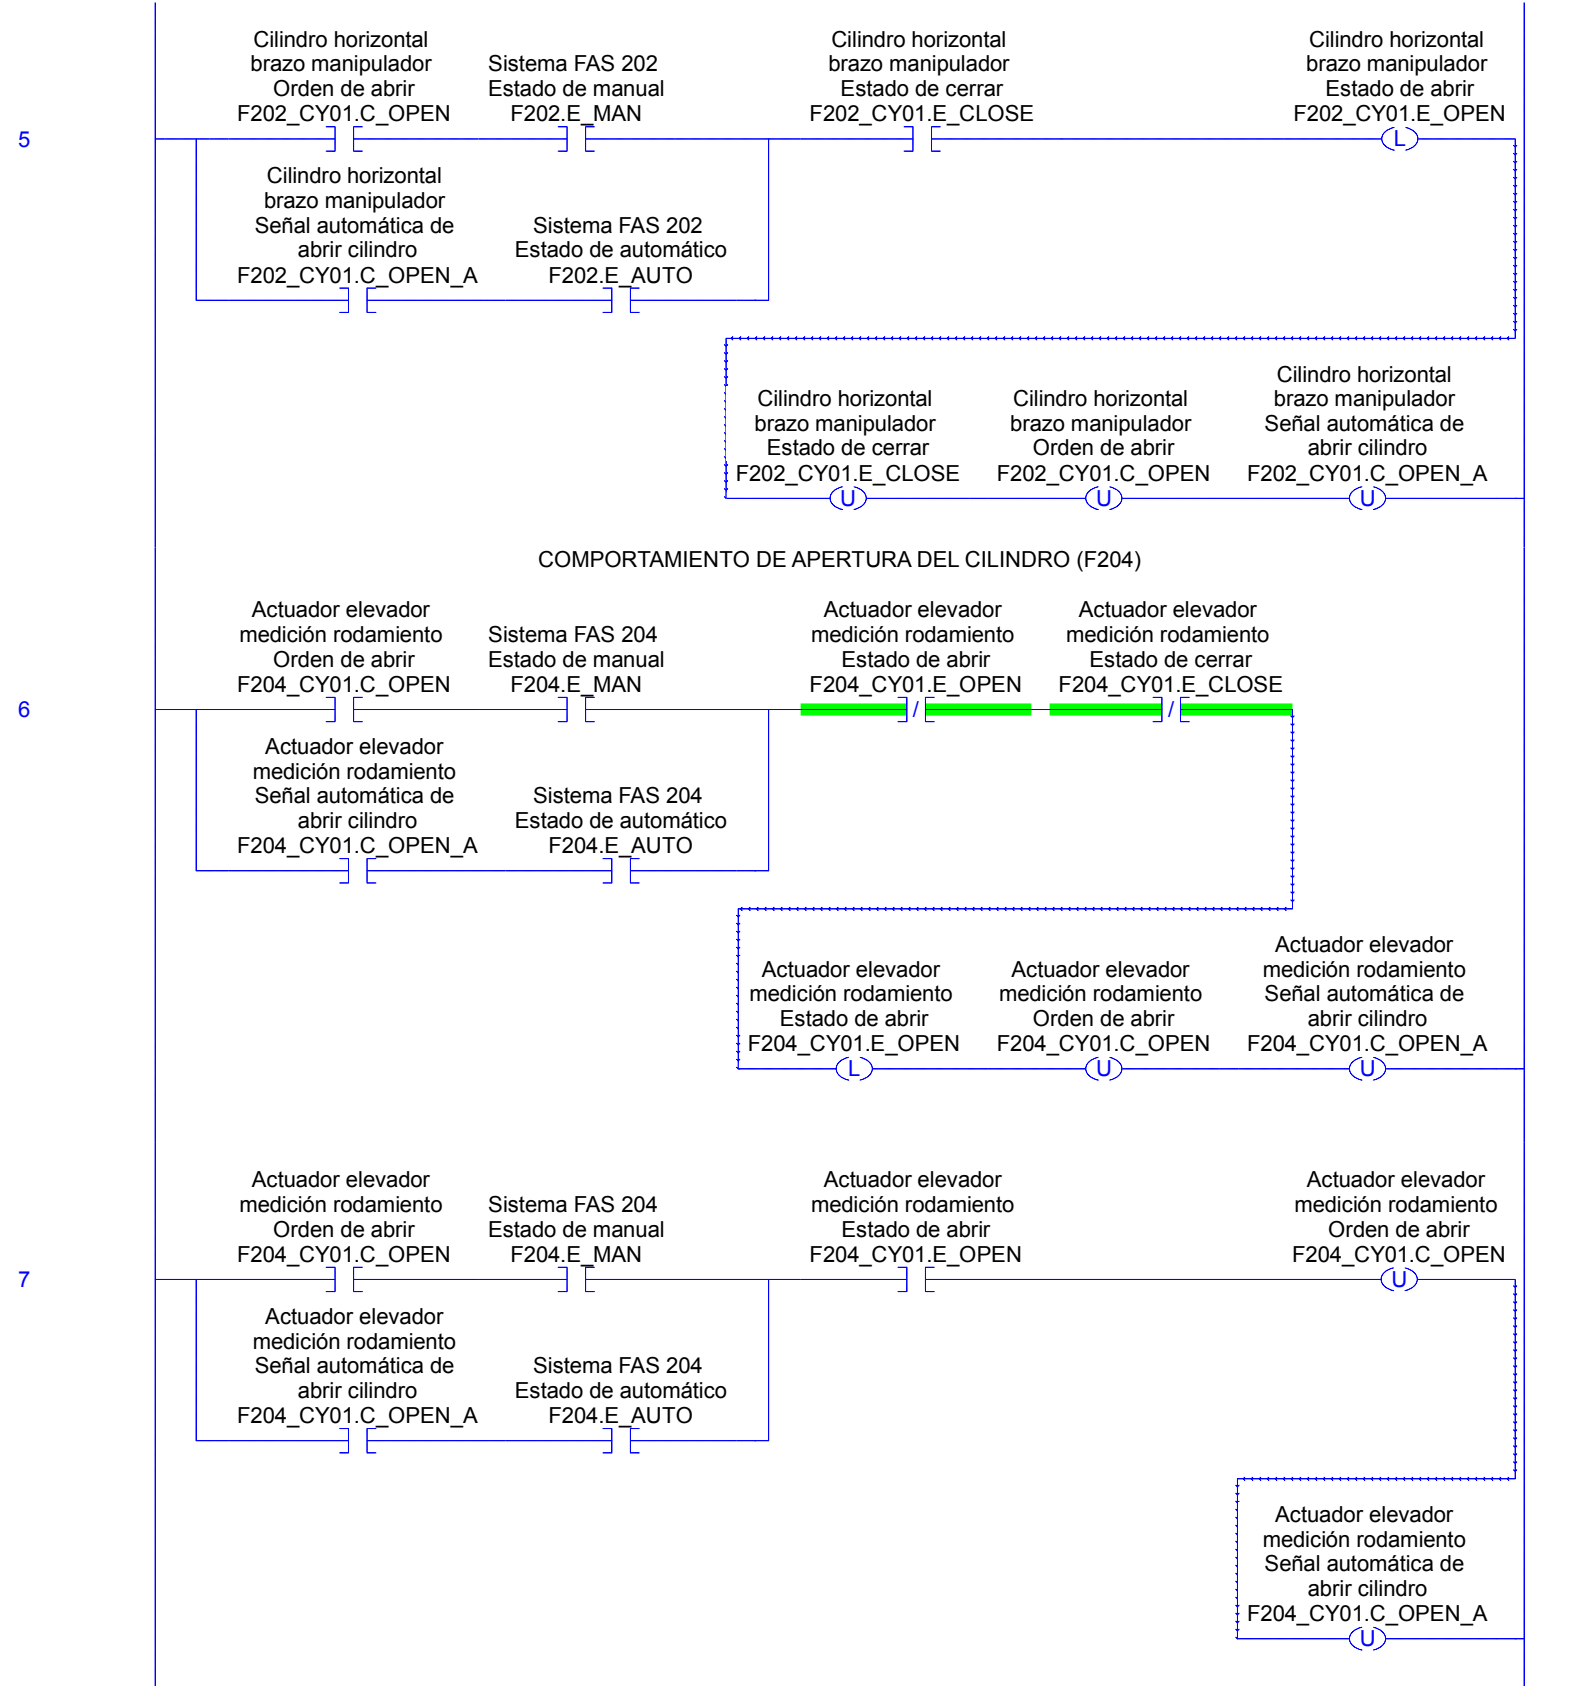 Cilindro horizontal
brazo manipulador
Orden de abrir
F202_CY01.C_OPEN
Sistema FAS 202
Estado de manual
F202.E_MAN
Cilindro horizontal
brazo manipulador
Estado de cerrar
F202_CY01.E_CLOSE
Cilindro horizontal
brazo manipulador
Estado de abrir
F202_CY01.E_OPEN
5
L
Cilindro horizontal
brazo manipulador
Señal automática de
abrir cilindro
F202_CY01.C_OPEN_A
Sistema FAS 202
Estado de automático
F202.E_AUTO
Cilindro horizontal
brazo manipulador
Estado de cerrar
F202_CY01.E_CLOSE
U
Cilindro horizontal
brazo manipulador
Orden de abrir
F202_CY01.C_OPEN
U
Cilindro horizontal
brazo manipulador
Señal automática de
abrir cilindro
F202_CY01.C_OPEN_A
U
COMPORTAMIENTO DE APERTURA DEL CILINDRO (F204)
Actuador elevador
medición rodamiento
Orden de abrir
F204_CY01.C_OPEN
Sistema FAS 204
Estado de manual
F204.E_MAN
Actuador elevador
medición rodamiento
Estado de abrir
F204_CY01.E_OPEN
/
Actuador elevador
medición rodamiento
Estado de cerrar
F204_CY01.E_CLOSE
/
6
Actuador elevador
medición rodamiento
Señal automática de
abrir cilindro
F204_CY01.C_OPEN_A
Sistema FAS 204
Estado de automático
F204.E_AUTO
Actuador elevador
medición rodamiento
Estado de abrir
F204_CY01.E_OPEN
L
Actuador elevador
medición rodamiento
Orden de abrir
F204_CY01.C_OPEN
U
Actuador elevador
medición rodamiento
Señal automática de
abrir cilindro
F204_CY01.C_OPEN_A
U
Actuador elevador
medición rodamiento
Orden de abrir
F204_CY01.C_OPEN
Sistema FAS 204
Estado de manual
F204.E_MAN
Actuador elevador
medición rodamiento
Estado de abrir
F204_CY01.E_OPEN
Actuador elevador
medición rodamiento
Orden de abrir
F204_CY01.C_OPEN
U
7
Actuador elevador
medición rodamiento
Señal automática de
abrir cilindro
F204_CY01.C_OPEN_A
Sistema FAS 204
Estado de automático
F204.E_AUTO
Actuador elevador
medición rodamiento
Señal automática de
abrir cilindro
F204_CY01.C_OPEN_A
U